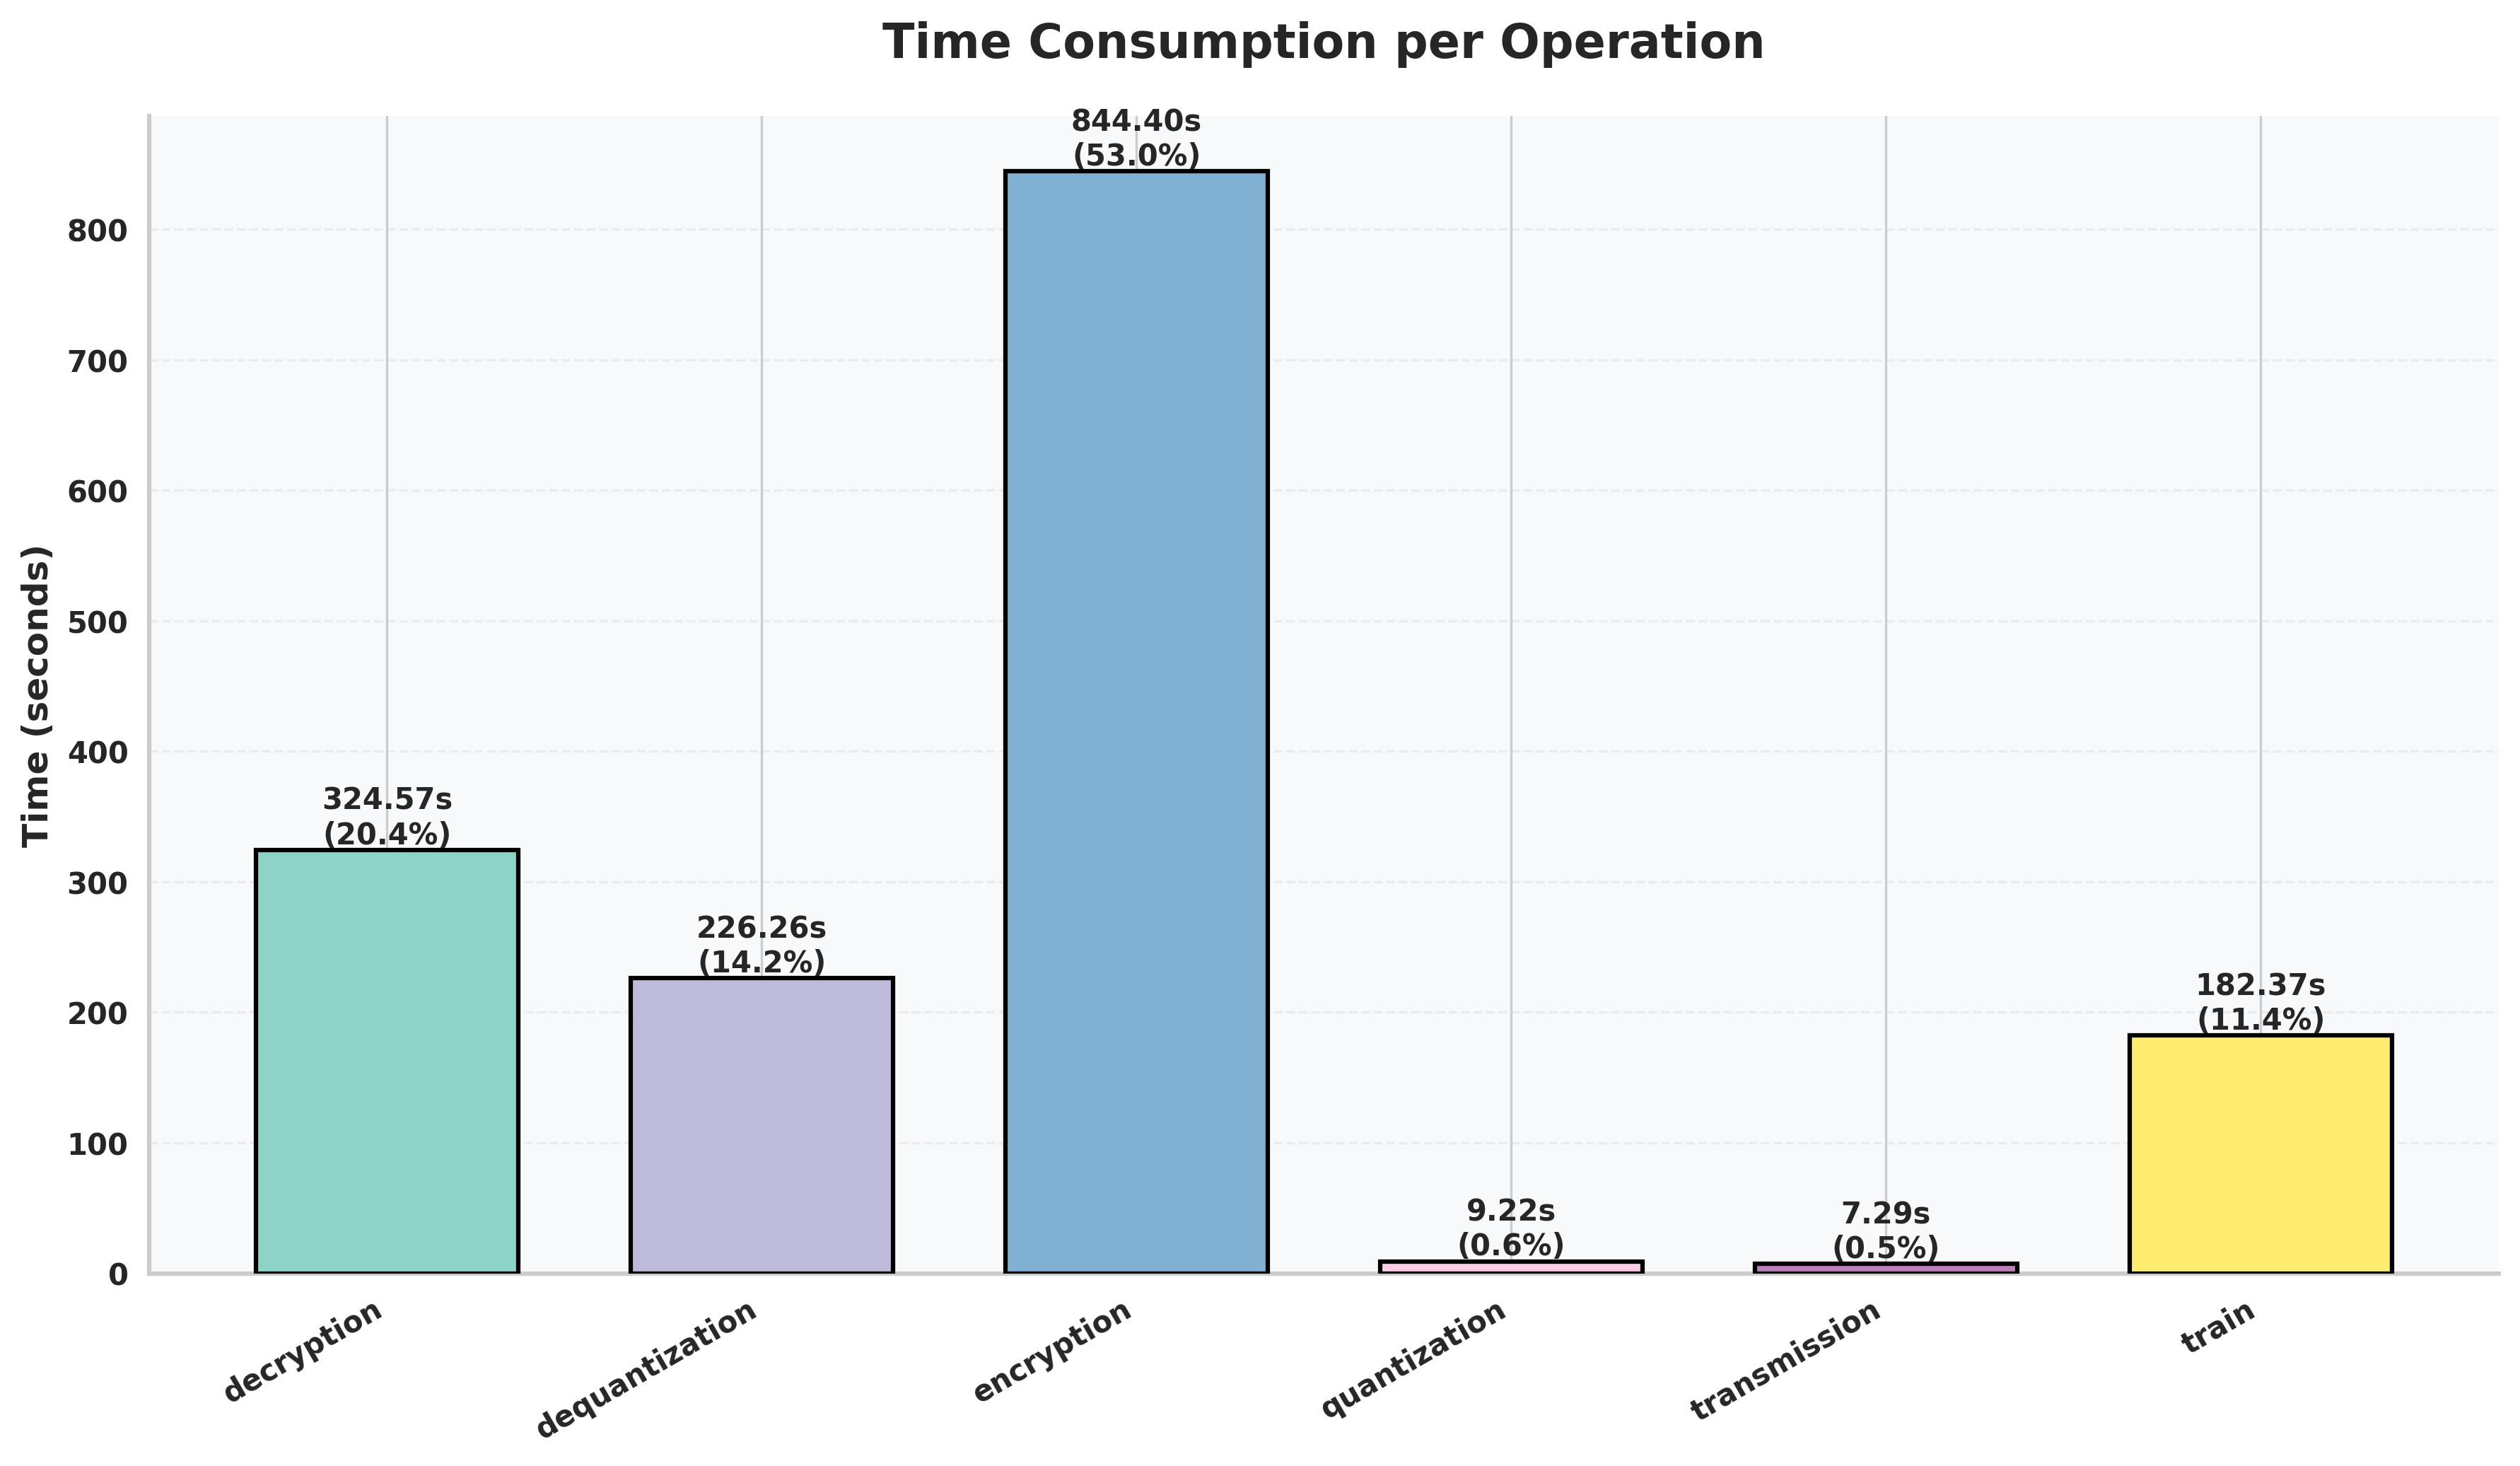 Time Consumption per Operation
Time (seconds)
800
700
600
500
400
300
200
100
0
844.40s
(53.0%)
324.57s
(20.4%)
226.26s
(14.2%)
182.37s
(11.4%)
9.22s
(0.6%)
7.29s
(0.5%)
decryption
dequantization
encryption
quantization
transmission
train